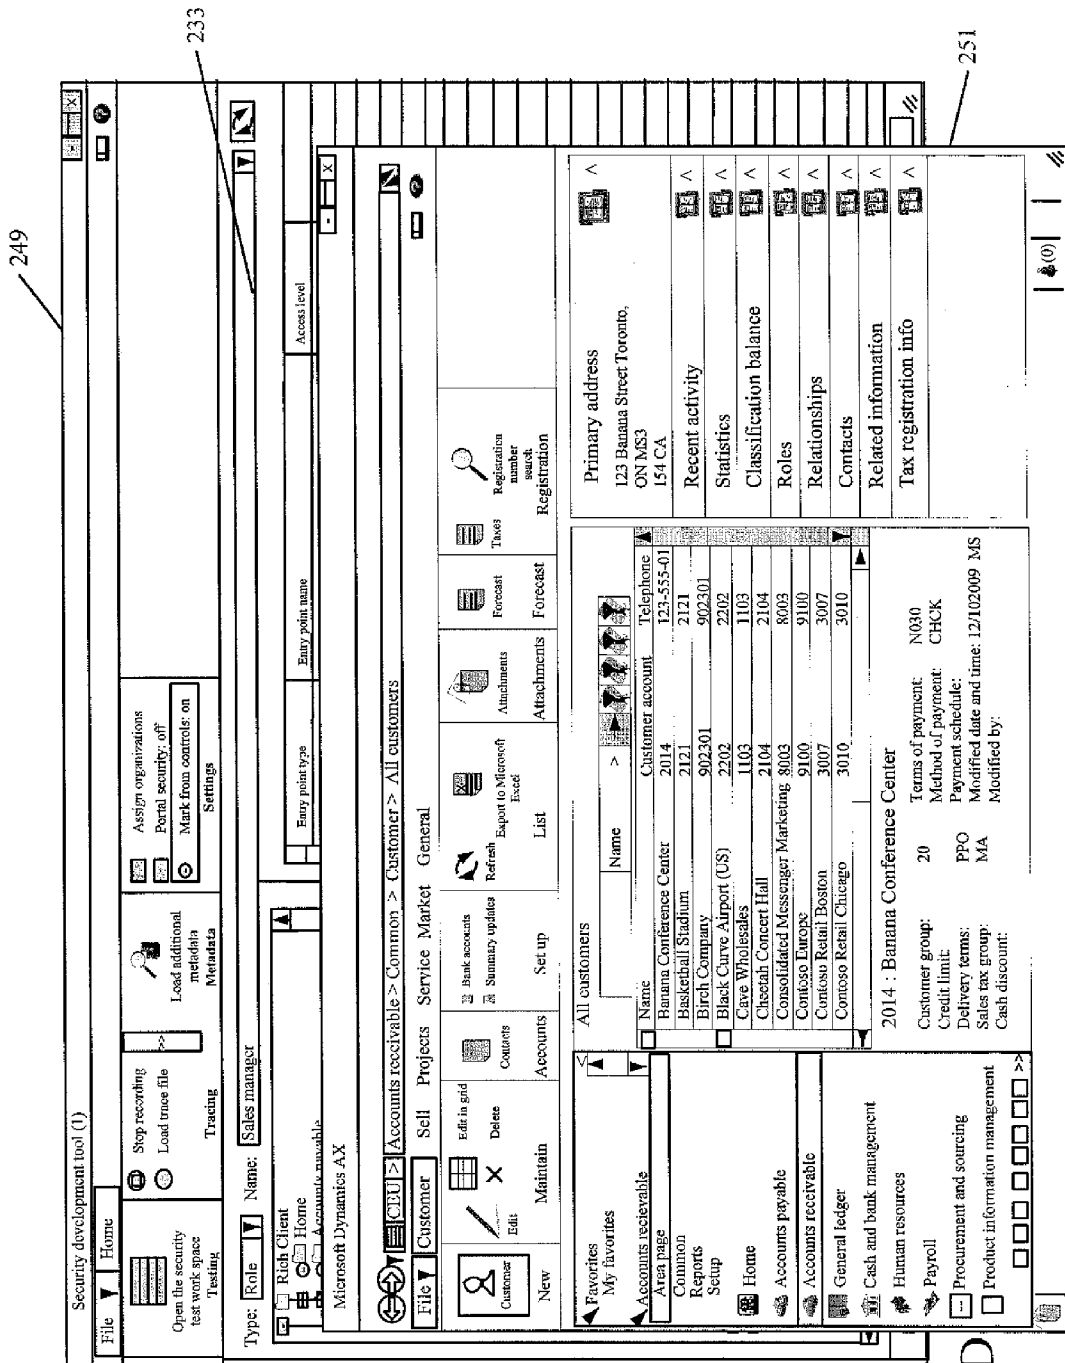 249
233
251
Security development tool (1)
File
Home
Open the security
test work space
Testing
Stop recording
Load trace file
>>
Tracing
Load additional
metadata
Metadata
Assign organizations
Portal security: off
Mark from controls: on
Settings
Type: Role Name: Sales manager
Rich Client
Home
Accounts payable
Entry point type
Entry point name
Access level
Microsoft Dynamics AX
CEU > Accounts receivable > Common > Customer > All customers
File Customer Sell Projects Service Market General
Customer
New
Edit
Edit in grid
Delete
Maintain
Contacts
Accounts
Bank accounts
Summary updates
Set up
Refresh
Export to Microsoft
Excel
List
Attachments
Attachments
Forecast
Forecast
Taxes
Registration
number
search
Registration
Favorites
My favorites
Accounts recievable
Area page
Common
Reports
Setup
Home
Accounts payable
Accounts receivable
General ledger
Cash and bank management
Human resources
Payroll
Procurement and sourcing
Product information management
>>
All customers
Name >
Name Customer account Telephone
Banana Conference Center 2014 123-555-01
Basketball Stadium 2121 2121
Birch Company 902301 902301
Black Curve Airport (US) 2202 2202
Cave Wholesales 1103 1103
Cheetah Concert Hall 2104 2104
Consolidated Messenger Marketing 8003 8003
Contoso Europe 9100 9100
Contoso Retail Boston 3007 3007
Contoso Retail Chicago 3010 3010
2014 : Banana Conference Center
Customer group: 20 Terms of payment: N030
Credit limit: Method of payment: CHCK
Delivery terms: PPO Payment schedule:
Sales tax group: MA Modified date and time: 12/102009 MS
Cash discount: Modified by:
Primary address
123 Banana Street Toronto,
ON MS3
154 CA
Recent activity
Statistics
Classification balance
Roles
Relationships
Contacts
Related information
Tax registration info
(0)